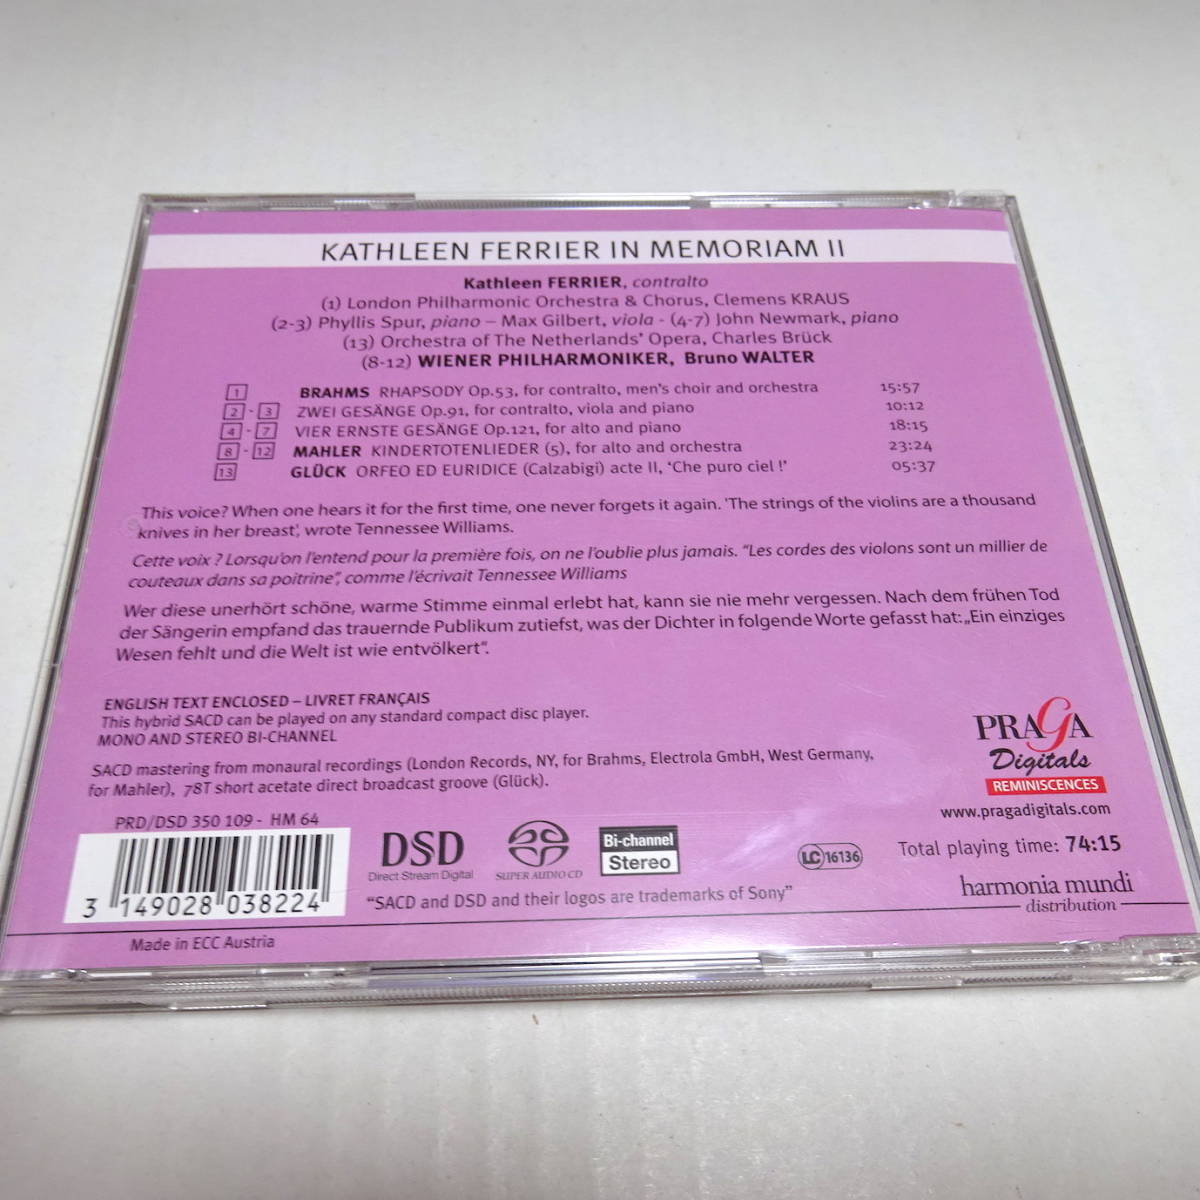 KATHLEEN FERRIER IN MEMORIAM II
Kathleen FERRIER, contralto
(1) London Philharmonic Orchestra & Chorus, Clemens KRAUS
(2-3) Phyllis Spur, piano – Max Gilbert, viola - (4-7) John Newmark, piano
(13) Orchestra of The Netherlands' Opera, Charles Brück
(8-12) WIENER PHILHARMONIKER, Bruno WALTER
1 BRAHMS RHAPSODY Op.53, for contralto, men's choir and orchestra 15:57
2 - 3 ZWEI GESÄNGE Op.91, for contralto, viola and piano 10:12
4 - 7 VIER ERNSTE GESÄNGE Op.121, for alto and piano 18:15
8 - 12 MAHLER KINDERTOTENLIEDER (5), for alto and orchestra 23:24
13 GLÜCK ORFEO ED EURIDICE (Calzabigi) acte II, 'Che puro ciel !' 05:37
This voice? When one hears it for the first time, one never forgets it again. 'The strings of the violins are a thousand
knives in her breast', wrote Tennessee Williams.
Cette voix ? Lorsqu'on l'entend pour la première fois, on ne l'oublie plus jamais. "Les cordes des violons sont un millier de
couteaux dans sa poitrine", comme l'écrivait Tennessee Williams
Wer diese unerhört schöne, warme Stimme einmal erlebt hat, kann sie nie mehr vergessen. Nach dem frühen Tod
der Sängerin empfand das trauernde Publikum zutiefst, was der Dichter in folgende Worte gefasst hat: „Ein einziges
Wesen fehlt und die Welt ist wie entvölkert".
ENGLISH TEXT ENCLOSED – LIVRET FRANÇAIS
This hybrid SACD can be played on any standard compact disc player.
MONO AND STEREO BI-CHANNEL
SACD mastering from monaural recordings (London Records, NY, for Brahms, Electrola GmbH, West Germany,
for Mahler), 78T short acetate direct broadcast groove (Glück).
PRAGA
Digitals
REMINISCENCES
www.pragadigitals.com
PRD/DSD 350 109 - HM 64
3 149028 038224
DSD
Direct Stream Digital
SUPER AUDIO CD
Bi-channel
Stereo
LC 16136
Total playing time: 74:15
"SACD and DSD and their logos are trademarks of Sony"
harmonia mundi
distribution
Made in ECC Austria